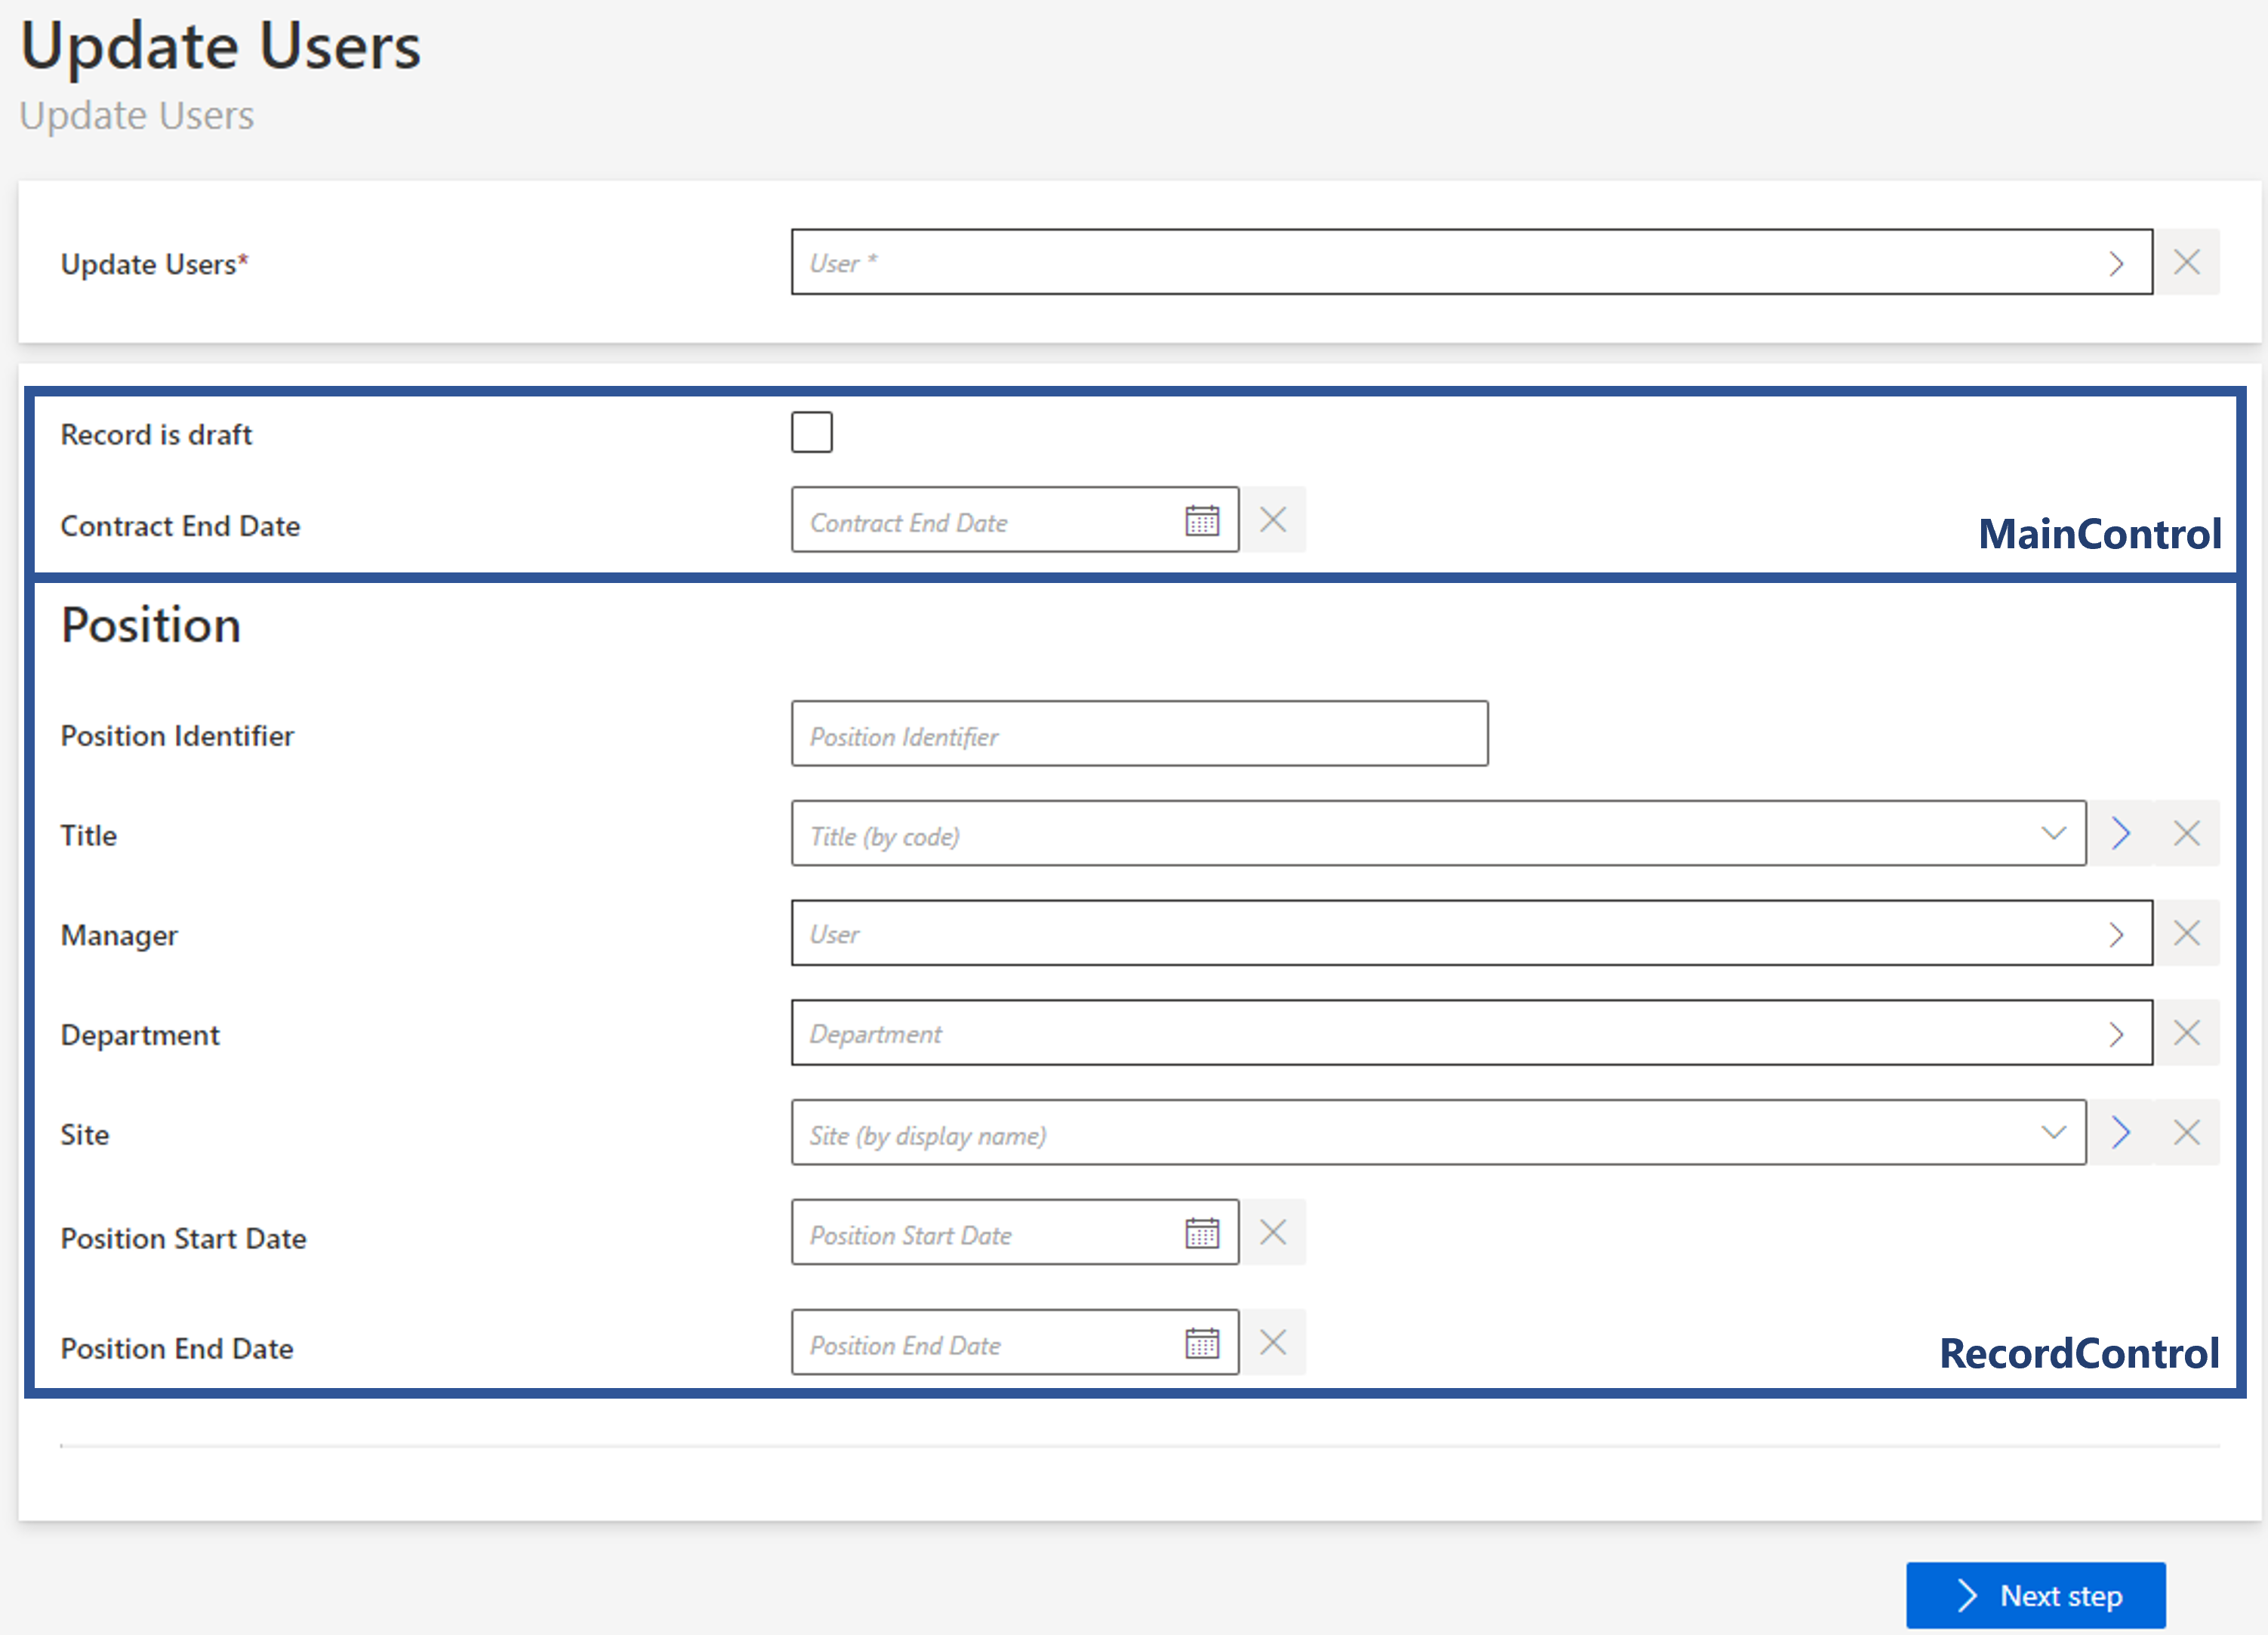 Update Users
Update Users
Update Users*
User *
Record is draft
Contract End Date
Contract End Date
MainControl
Position
Position Identifier
Position Identifier
Title
Title (by code)
Manager
User
Department
Department
Site
Site (by display name)
Position Start Date
Position Start Date
Position End Date
Position End Date
RecordControl
Next step